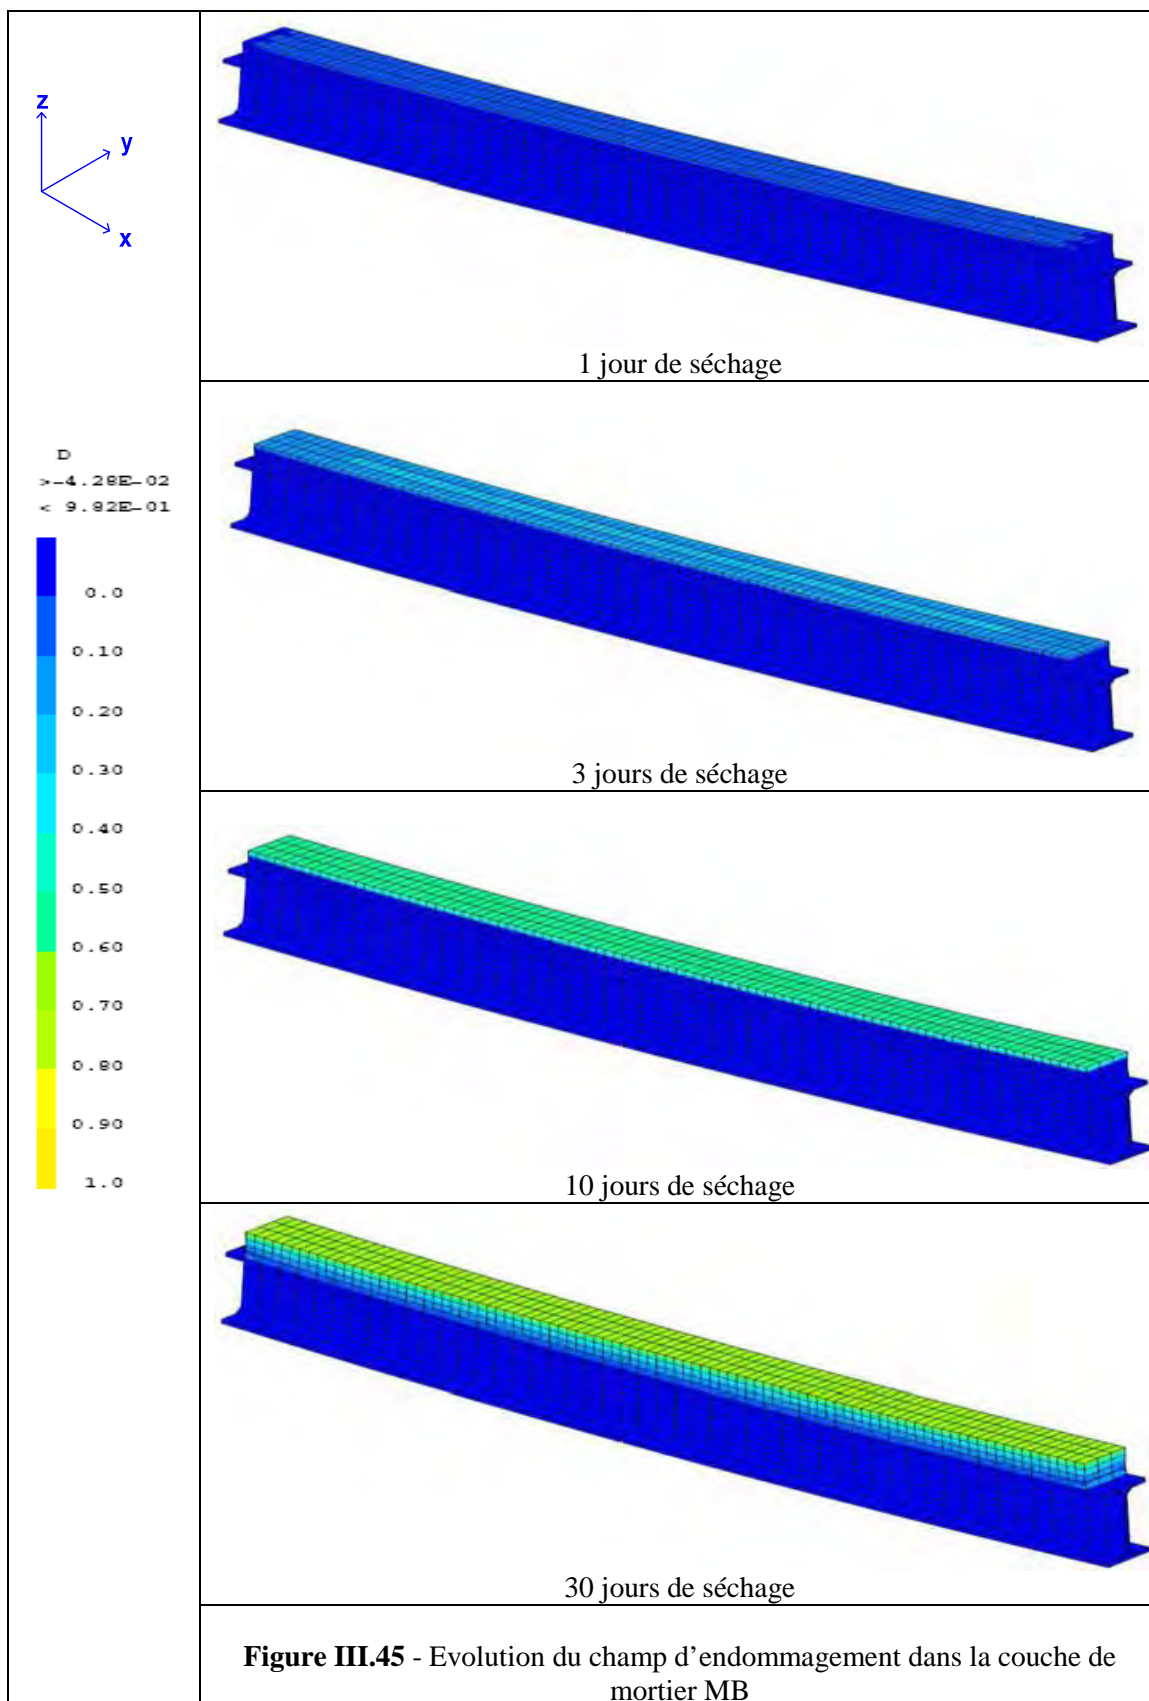 z
y
x
1 jour de séchage
D
>-4.28E-02
< 9.82E-01
0.0
0.10
0.20
0.30
0.40
0.50
0.60
0.70
0.80
0.90
1.0
3 jours de séchage
10 jours de séchage
30 jours de séchage
Figure III.45 - Evolution du champ d'endommagement dans la couche de
mortier MB